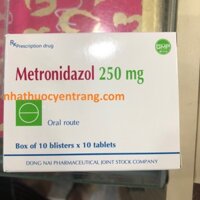 Rx Prescription drug
GMP
Metronidazol 250 mg
nhathuocyentrang.com
Oral route
Box of 10 blisters x 10 tablets
DONG NAI PHARMACEUTICAL JOINT STOCK COMPANY